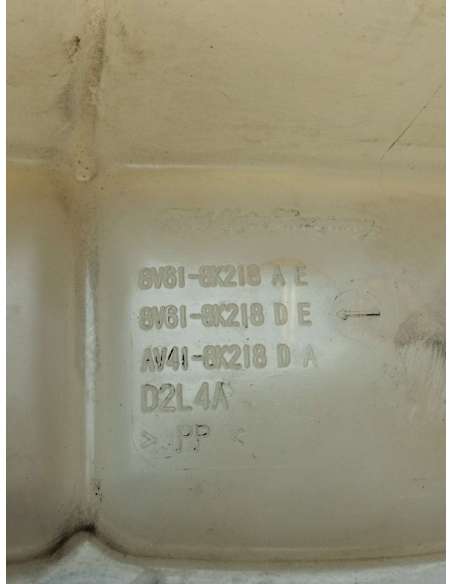 8V61-8K218 A E
8V61-8K218 D E
AV41-8K218 D A
D2L4A
> PP <